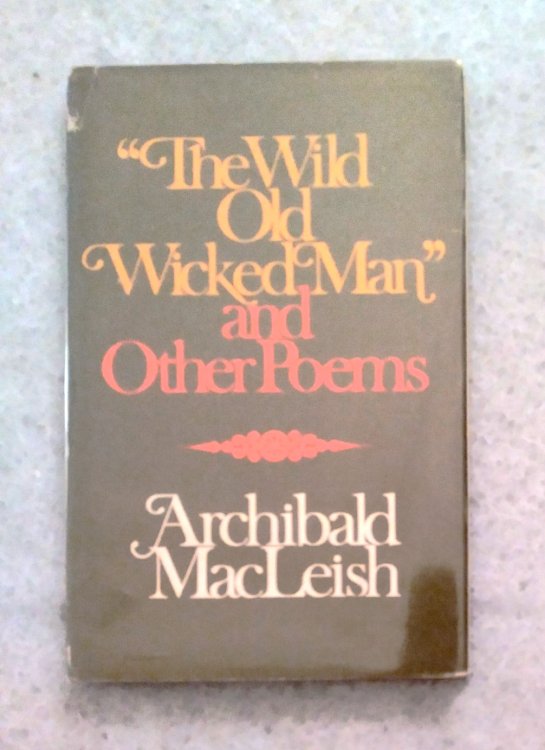 “The Wild
Old
Wicked Man”
and
Other Poems
Archibald
MacLeish